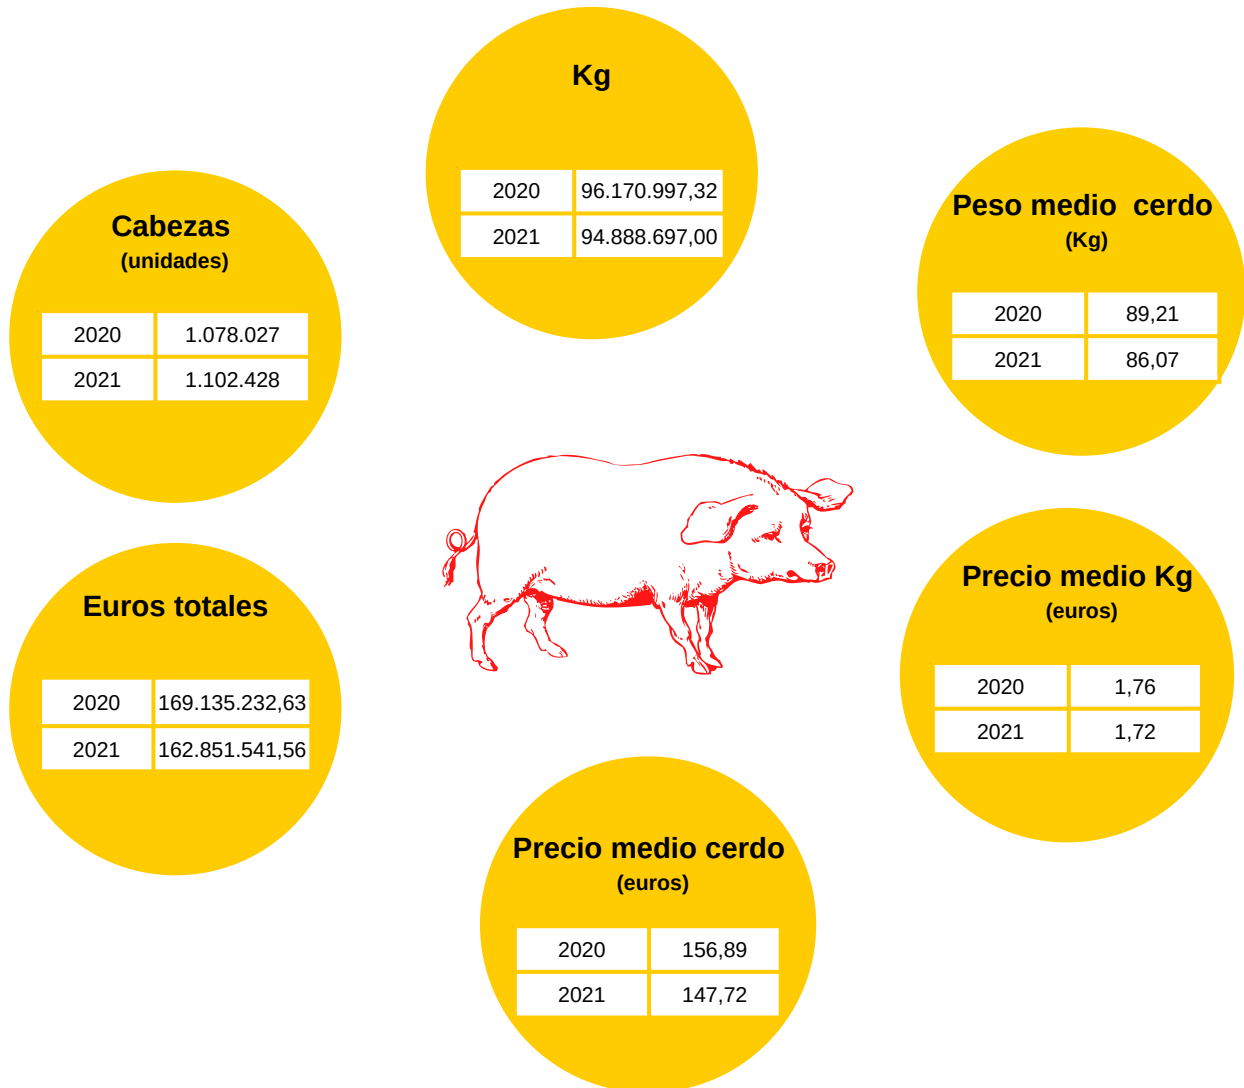 Kg
2020 96.170.997,32
2021 94.888.697,00
Cabezas
(unidades)
2020 1.078.027
2021 1.102.428
Peso medio cerdo
(Kg)
2020 89,21
2021 86,07
Euros totales
2020 169.135.232,63
2021 162.851.541,56
Precio medio Kg
(euros)
2020 1,76
2021 1,72
Precio medio cerdo
(euros)
2020 156,89
2021 147,72